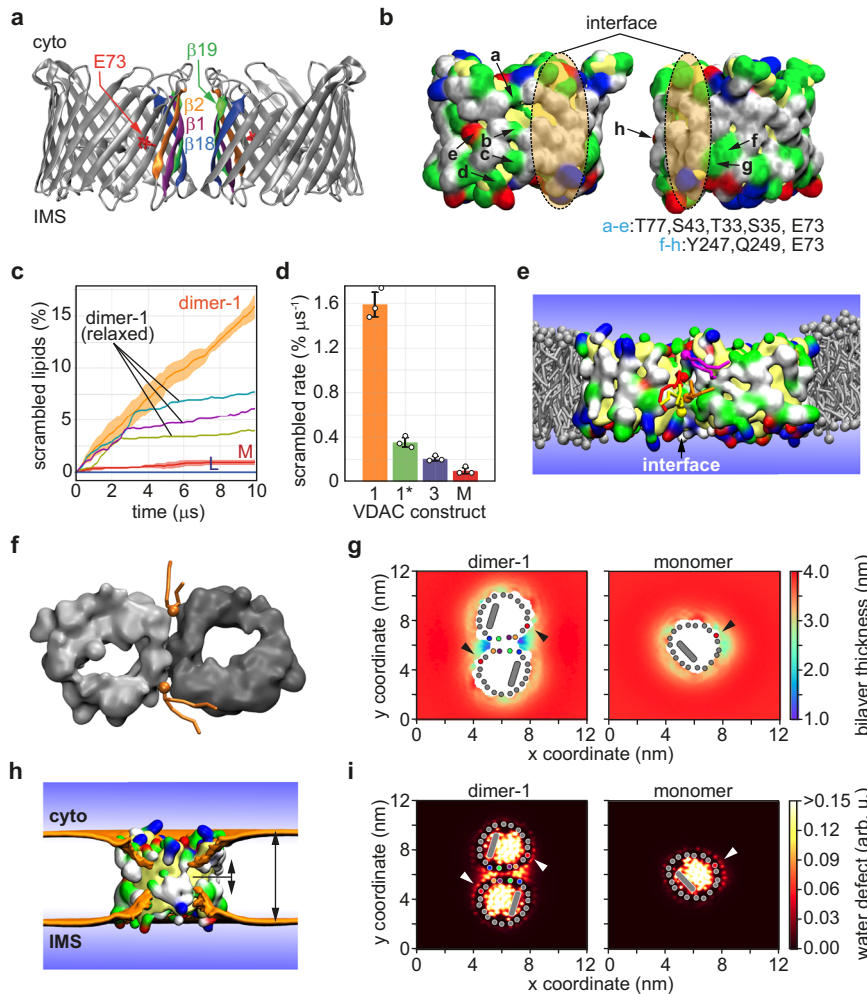 a
cyto
E73
β19
β2
β1
β18
IMS
b
interface
a
b
c
d
e
h
f
g
a-e:T77,S43,T33,S35, E73
f-h:Y247,Q249, E73
c
scrambled lipids (%)
15
10
5
0
dimer-1
dimer-1
(relaxed)
M
L
0 2 4 6 8 10
time (μs)
d
scrambled rate (% μs⁻¹)
1.6
1.2
0.8
0.4
0
1 1* 3 M
VDAC construct
e
interface
f
g
dimer-1
monomer
y coordinate (nm)
12
10
8
6
4
2
0
0 4 8 12
0 4 8 12
x coordinate (nm)
4.0
3.0
2.0
1.0
bilayer thickness (nm)
h
cyto
IMS
i
dimer-1
monomer
y coordinate (nm)
12
10
8
6
4
2
0
0 4 8 12
0 4 8 12
x coordinate (nm)
>0.15
0.12
0.09
0.06
0.03
0.00
water defect (arb. u.)